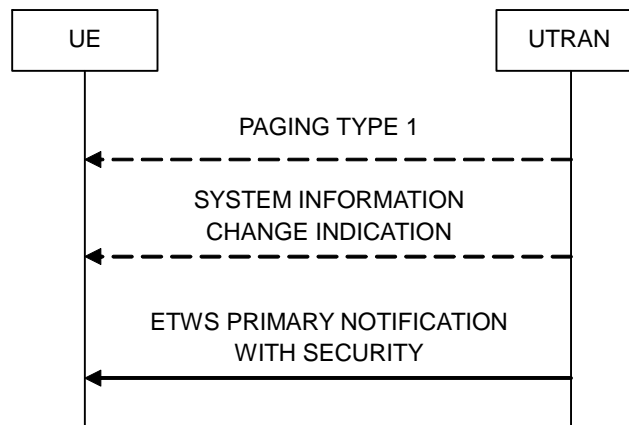 UE
UTRAN
PAGING TYPE 1
SYSTEM INFORMATION
CHANGE INDICATION
ETWS PRIMARY NOTIFICATION
WITH SECURITY